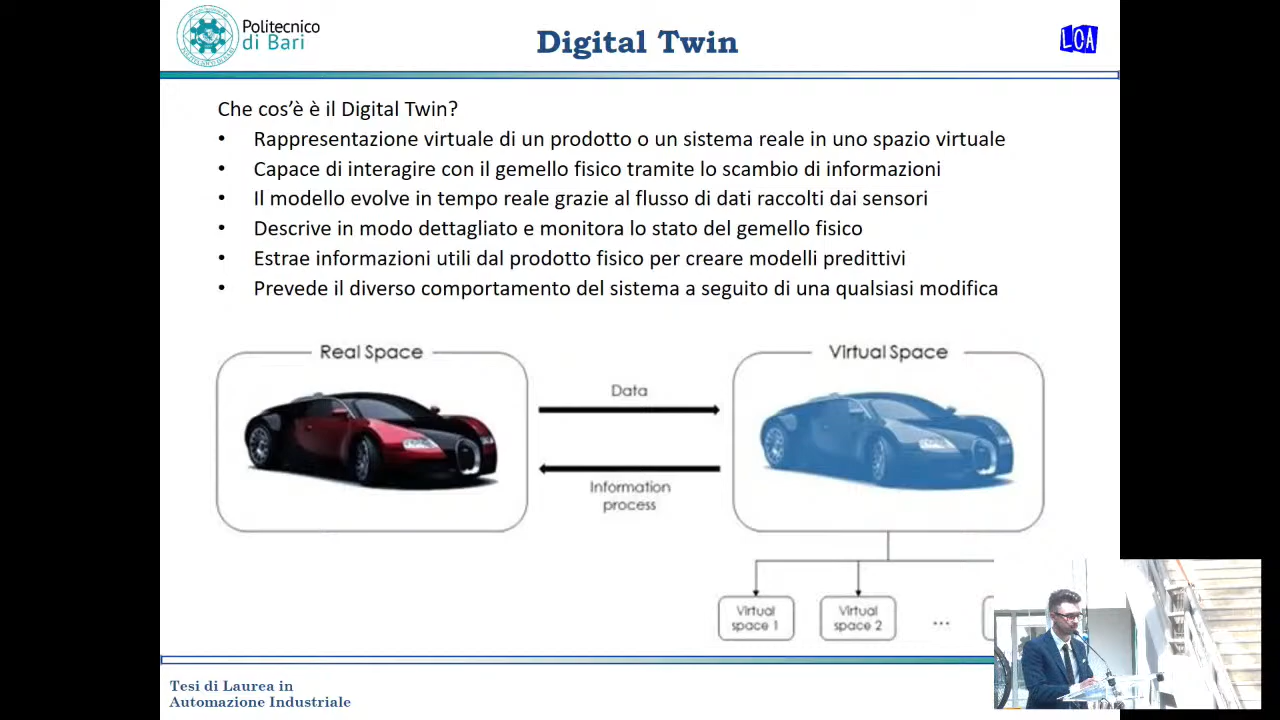 Politecnico
di Bari
Digital Twin
LCA
Che cos'è è il Digital Twin?
• Rappresentazione virtuale di un prodotto o un sistema reale in uno spazio virtuale
• Capace di interagire con il gemello fisico tramite lo scambio di informazioni
• Il modello evolve in tempo reale grazie al flusso di dati raccolti dai sensori
• Descrive in modo dettagliato e monitora lo stato del gemello fisico
• Estrae informazioni utili dal prodotto fisico per creare modelli predittivi
• Prevede il diverso comportamento del sistema a seguito di una qualsiasi modifica
Real Space
Virtual Space
Data
Information
process
Virtual
space 1
Virtual
space 2
...
Tesi di Laurea in
Automazione Industriale